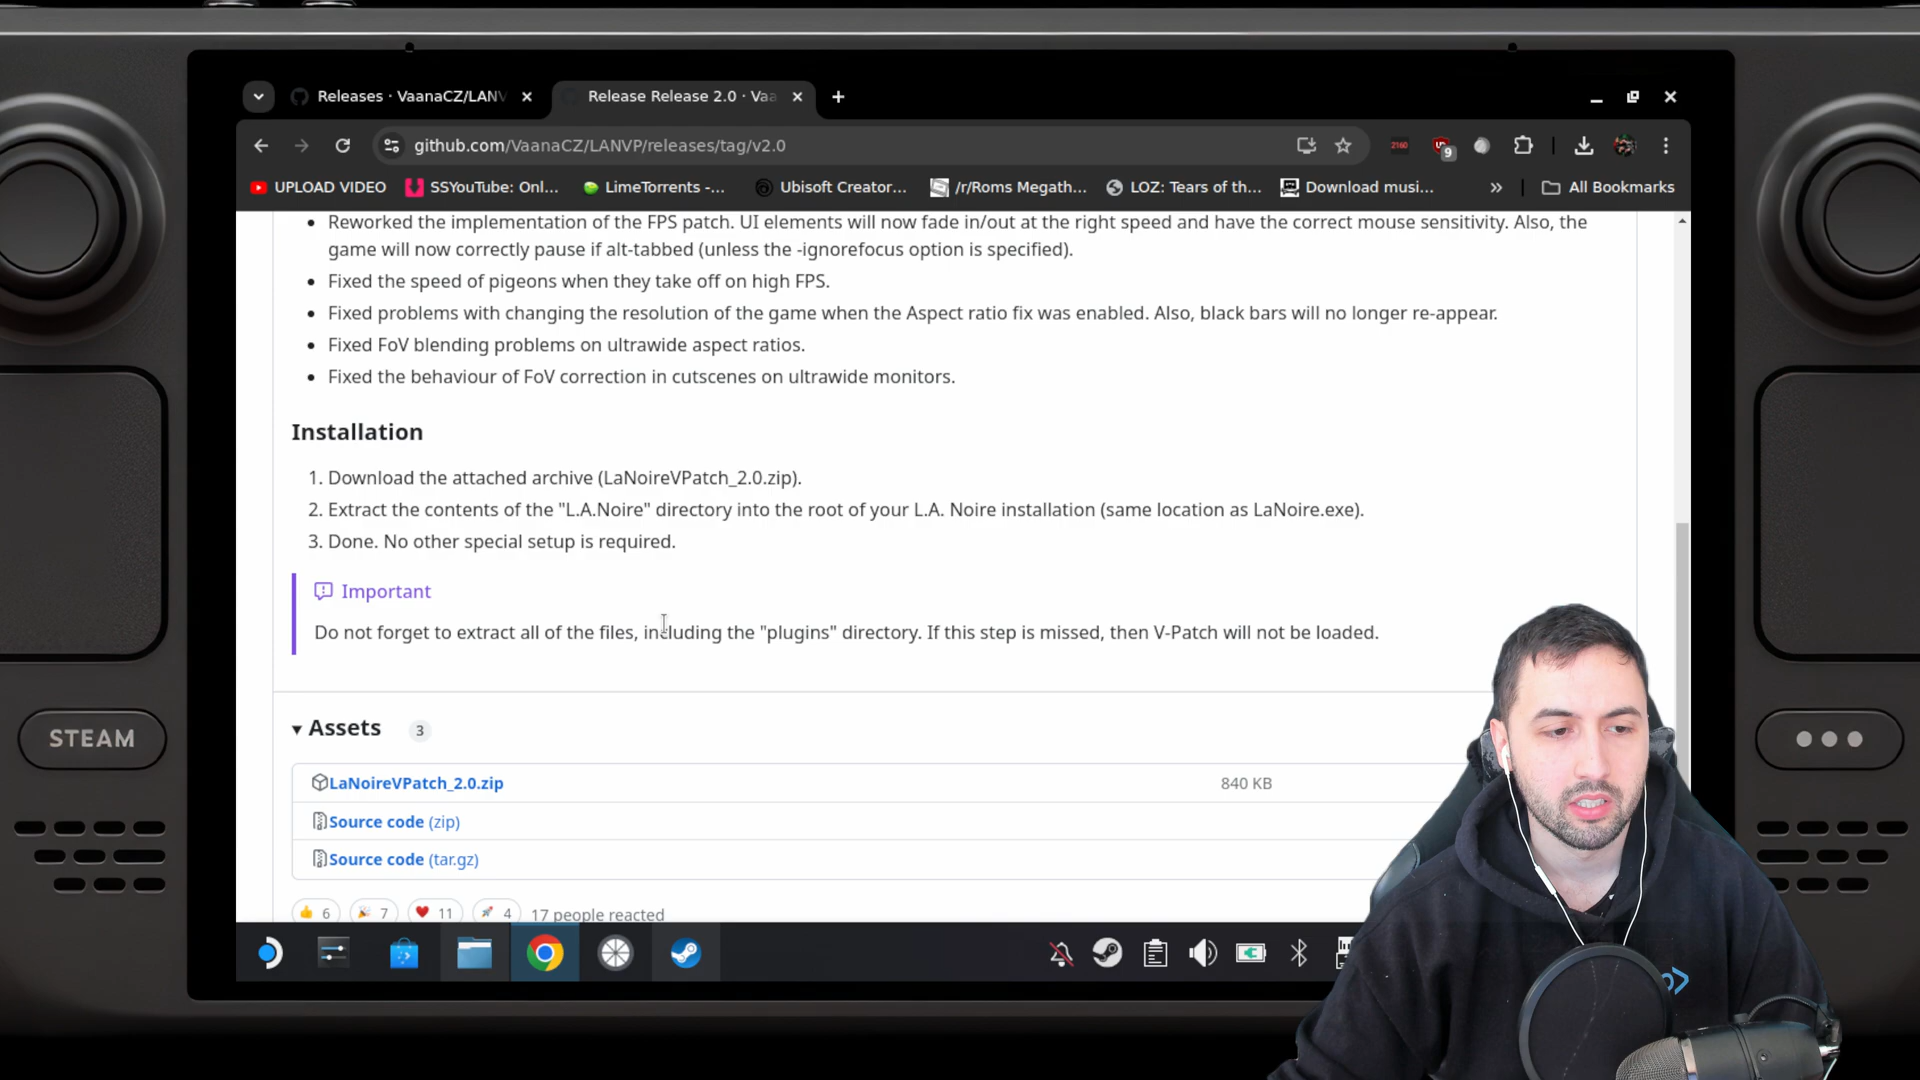 Releases · VaanaCZ/LANV
Release Release 2.0 · Vaa
github.com/VaanaCZ/LANVP/releases/tag/v2.0
2160
9
UPLOAD VIDEO
SSYouTube: Onl...
LimeTorrents -...
Ubisoft Creator...
/r/Roms Megath...
LOZ: Tears of th...
Download musi...
»
All Bookmarks
• Reworked the implementation of the FPS patch. UI elements will now fade in/out at the right speed and have the correct mouse sensitivity. Also, the
game will now correctly pause if alt-tabbed (unless the -ignorefocus option is specified).
• Fixed the speed of pigeons when they take off on high FPS.
• Fixed problems with changing the resolution of the game when the Aspect ratio fix was enabled. Also, black bars will no longer re-appear.
• Fixed FoV blending problems on ultrawide aspect ratios.
• Fixed the behaviour of FoV correction in cutscenes on ultrawide monitors.
Installation
1. Download the attached archive (LaNoireVPatch_2.0.zip).
2. Extract the contents of the "L.A.Noire" directory into the root of your L.A. Noire installation (same location as LaNoire.exe).
3. Done. No other special setup is required.
Important
Do not forget to extract all of the files, including the "plugins" directory. If this step is missed, then V-Patch will not be loaded.
Assets 3
LaNoireVPatch_2.0.zip 840 KB
Source code (zip)
Source code (tar.gz)
6 7 11 4 17 people reacted
STEAM